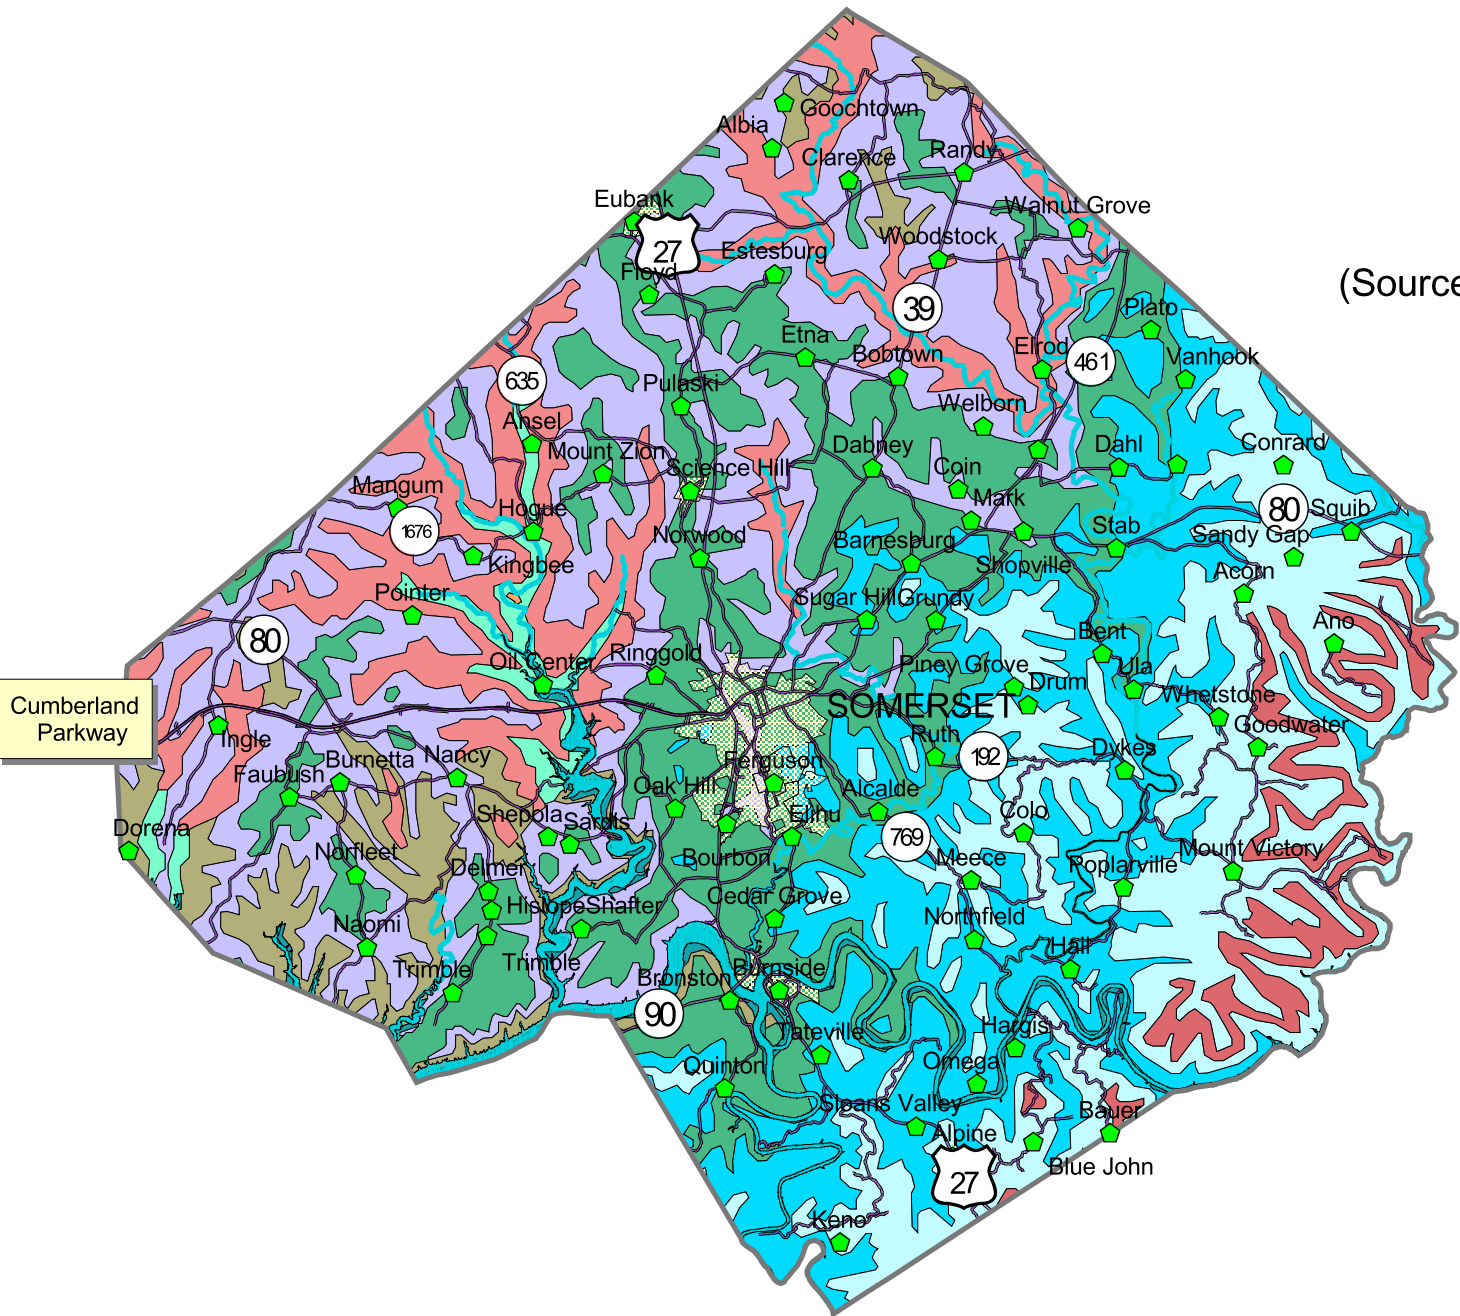 Goochtown
Albia
Clarence
Randy
Eubank
Walnut Grove
27
Woodstock
Estesburg
Floyd
(Source
39
Plato
Etna
Bobtown
Elrod
461
Vanhook
635
Pulaski
Welborn
Ansel
Mount Zion
Dabney
Dahl
Conrard
Science Hill
Coin
Mangum
Mark
80
Squib
Hogue
1676
Norwood
Barnesburg
Stab
Sandy Gap
Kingbee
Shopville
Acorn
Pointer
Sugar Hill
Grundy
Ano
80
Bent
Oil Center
Ringgold
Piney Grove
Drum
Ula
Whetstone
Cumberland
Parkway
SOMERSET
Goodwater
Ingle
Ruth
192
Dykes
Burnetta
Nancy
Ferguson
Faubush
Oak Hill
Alcalde
Shepola
Sardis
Elihu
Colo
Dorena
769
Norfleet
Bourbon
Meece
Poplarville
Mount Victory
Delmer
Cedar Grove
Hislope
Shafter
Northfield
Naomi
Hall
Trimble
Trimble
Bronston
Burnside
90
Tateville
Hargis
Quinton
Omega
Sloans Valley
Bauer
Alpine
Blue John
27
Keno